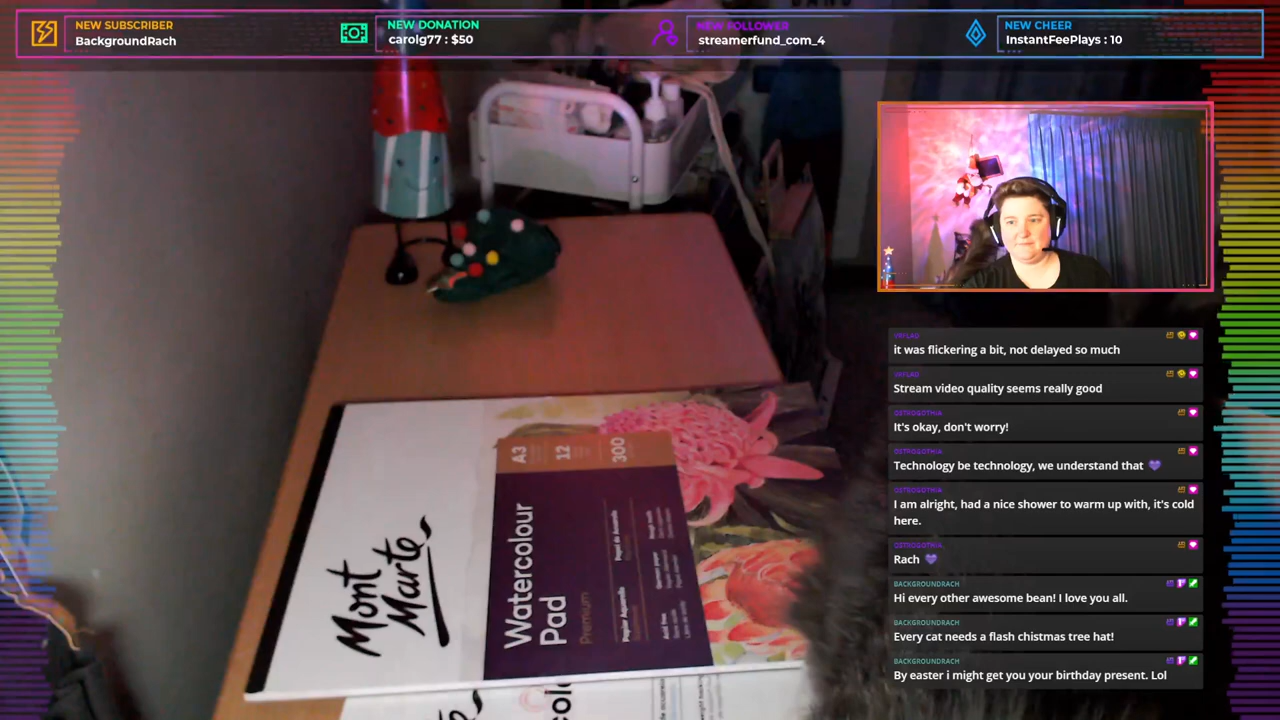 NEW SUBSCRIBER
BackgroundRach
NEW DONATION
carolg77 : $50
NEW FOLLOWER
streamerfund_com_4
NEW CHEER
InstantFeePlays : 10
it was flickering a bit, not delayed so much
Stream video quality seems really good
OSTROGOTHIA
It's okay, don't worry!
OSTROGOTHIA
Technology be technology, we understand that 💜
OSTROGOTHIA
I am alright, had a nice shower to warm up with, it's cold
here.
OSTROGOTHIA
Rach 💜
BACKGROUNDRACH
Hi every other awesome bean! I love you all.
BACKGROUNDRACH
Every cat needs a flash chistmas tree hat!
BACKGROUNDRACH
By easter i might get you your birthday present. Lol
Mont
Marte
A3
12
300
Watercolour
Pad
Premium